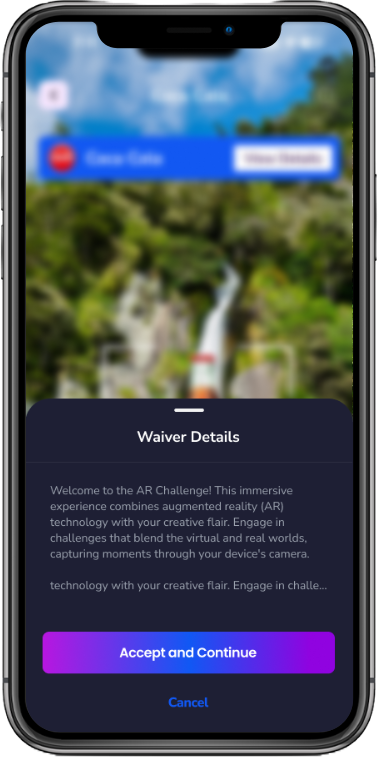 Coca Cola
View Details
Waiver Details
Welcome to the AR Challenge! This immersive
experience combines augmented reality (AR)
technology with your creative flair. Engage in
challenges that blend the virtual and real worlds,
capturing moments through your device's camera.
technology with your creative flair. Engage in challe...
Accept and Continue
Cancel